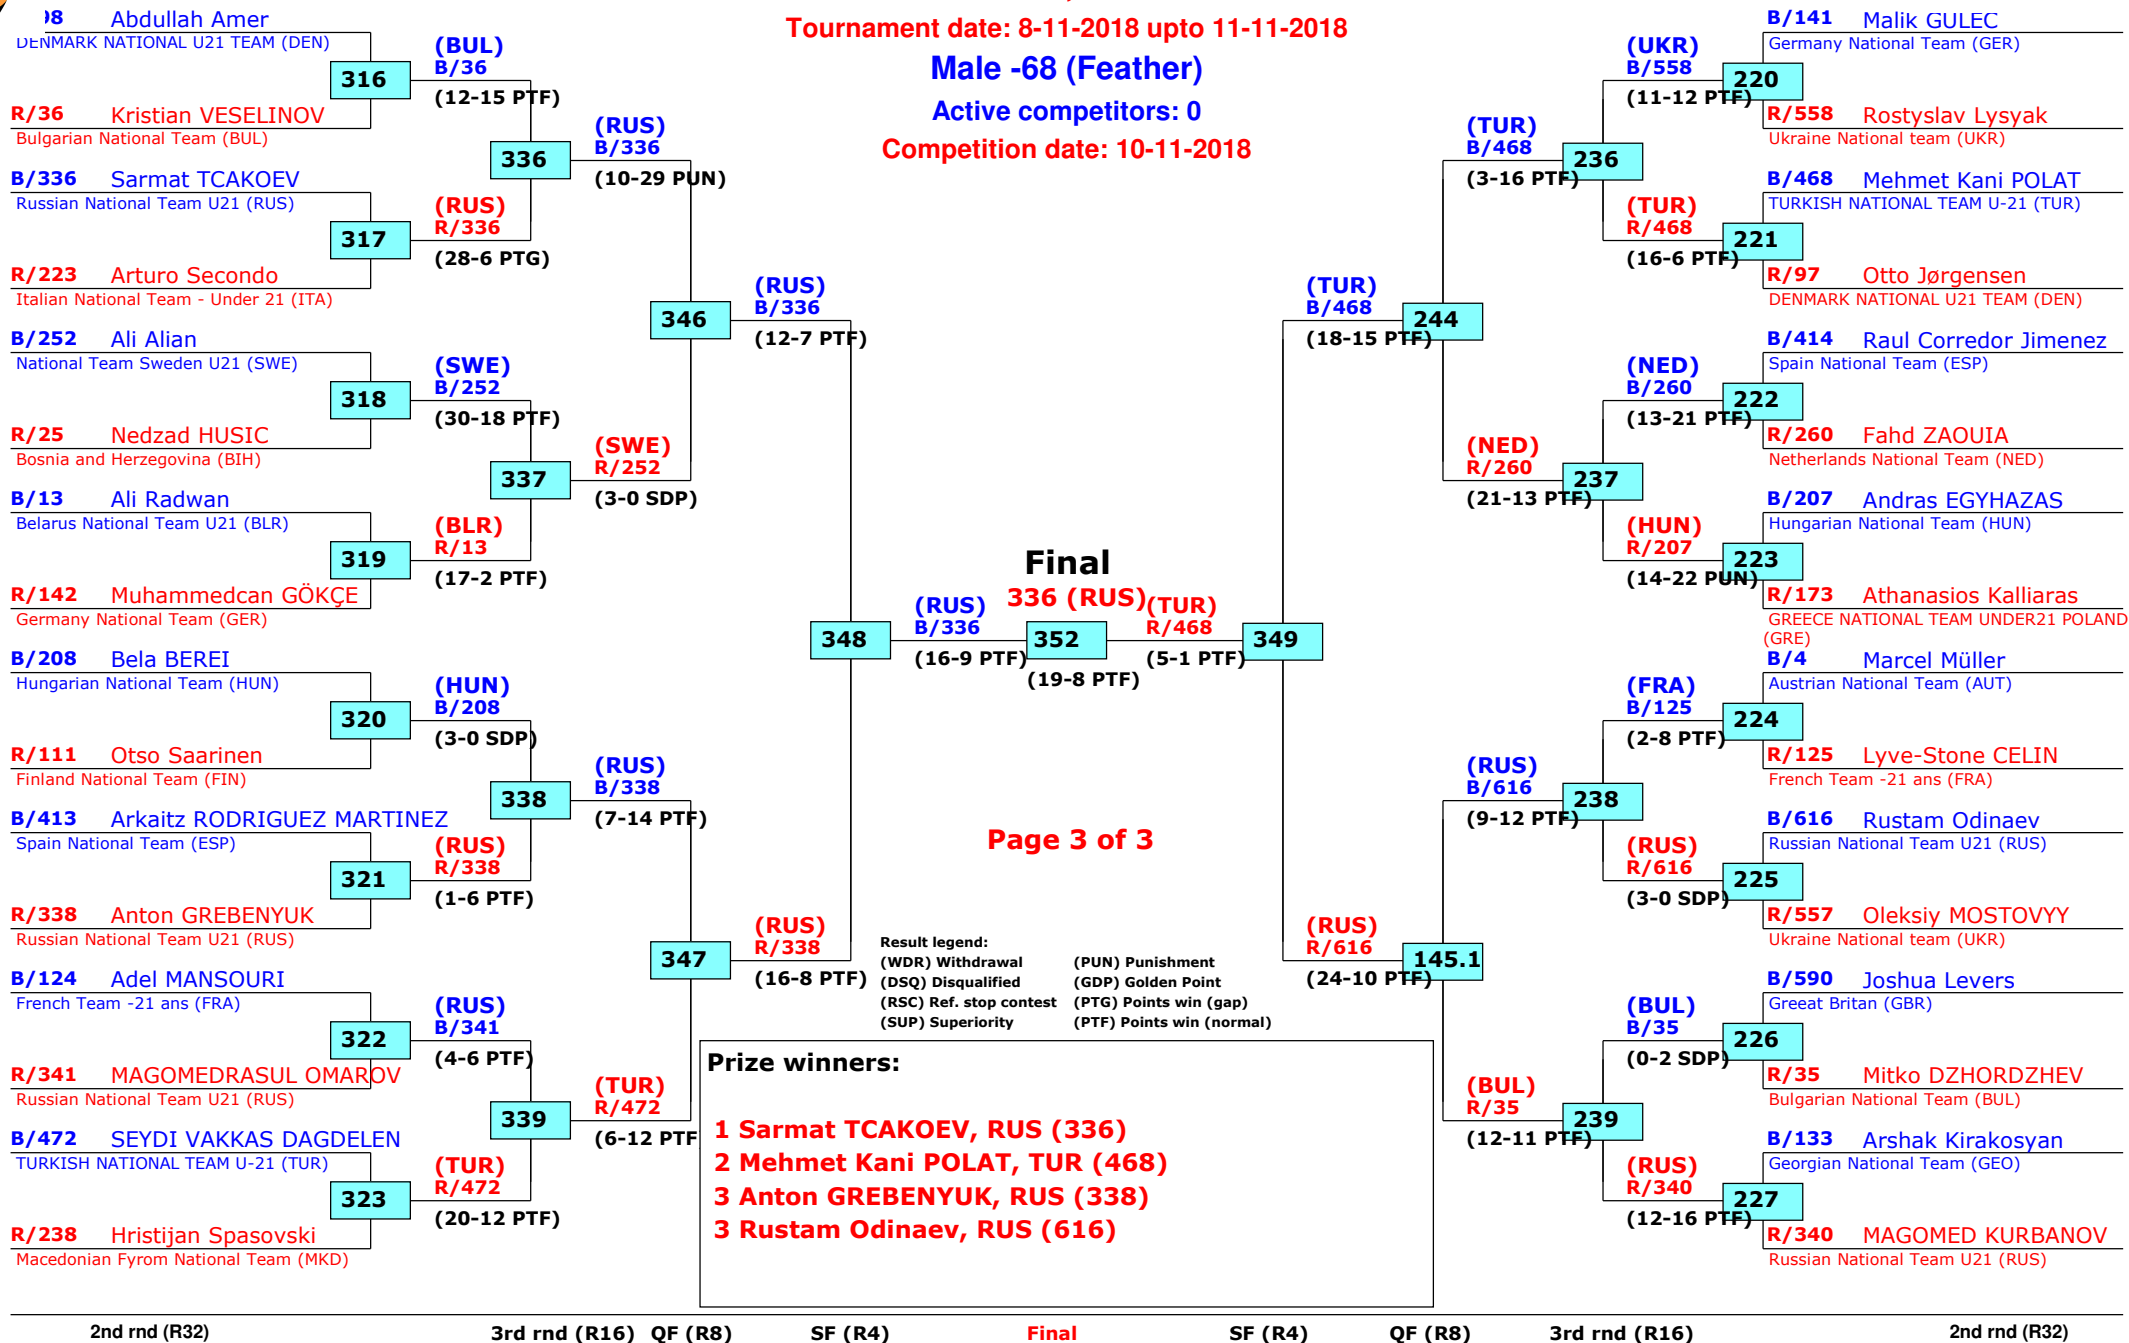 Tournament date: 8-11-2018 upto 11-11-2018
Male -68 (Feather)
Active competitors: 0
Competition date: 10-11-2018
Abdullah Amer
DENMARK NATIONAL U21 TEAM (DEN)
316
R/36 Kristian VESELINOV
Bulgarian National Team (BUL)
B/336 Sarmat TCAKOEV
Russian National Team U21 (RUS)
317
R/223 Arturo Secondo
Italian National Team - Under 21 (ITA)
B/252 Ali Alian
National Team Sweden U21 (SWE)
318
R/25 Nedzad HUSIC
Bosnia and Herzegovina (BIH)
B/13 Ali Radwan
Belarus National Team U21 (BLR)
319
R/142 Muhammedcan GÖKÇE
Germany National Team (GER)
B/208 Bela BEREI
Hungarian National Team (HUN)
320
R/111 Otso Saarinen
Finland National Team (FIN)
B/413 Arkaitz RODRIGUEZ MARTINEZ
Spain National Team (ESP)
321
R/338 Anton GREBENYUK
Russian National Team U21 (RUS)
B/124 Adel MANSOURI
French Team -21 ans (FRA)
322
R/341 MAGOMEDRASUL OMAROV
Russian National Team U21 (RUS)
B/472 SEYDI VAKKAS DAGDELEN
TURKISH NATIONAL TEAM U-21 (TUR)
323
R/238 Hristijan Spasovski
Macedonian Fyrom National Team (MKD)
(BUL)
B/36
(12-15 PTF)
336
(RUS)
R/336
(28-6 PTG)
(SWE)
B/252
(30-18 PTF)
337
(BLR)
R/13
(17-2 PTF)
(HUN)
B/208
(3-0 SDP)
338
(RUS)
R/338
(1-6 PTF)
(RUS)
B/341
(4-6 PTF)
339
(TUR)
R/472
(20-12 PTF)
(RUS)
B/336
(10-29 PUN)
346
(SWE)
R/252
(3-0 SDP)
(RUS)
B/338
(7-14 PTF)
347
(TUR)
R/472
(6-12 PTF
(RUS)
B/336
(12-7 PTF)
348
(RUS)
R/338
(16-8 PTF)
Final
336 (RUS)
(RUS)
B/336
(16-9 PTF)
352
(19-8 PTF)
(TUR)
R/468
(5-1 PTF)
349
Page 3 of 3
Result legend:
(WDR) Withdrawal (PUN) Punishment
(DSQ) Disqualified (GDP) Golden Point
(RSC) Ref. stop contest (PTG) Points win (gap)
(SUP) Superiority (PTF) Points win (normal)
Prize winners:
1 Sarmat TCAKOEV, RUS (336)
2 Mehmet Kani POLAT, TUR (468)
3 Anton GREBENYUK, RUS (338)
3 Rustam Odinaev, RUS (616)
(TUR)
B/468
(18-15 PTF)
244
(RUS)
R/616
(24-10 PTF)
145.1
(TUR)
B/468
(3-16 PTF)
236
(NED)
R/260
(21-13 PTF)
237
(RUS)
B/616
(9-12 PTF)
238
(BUL)
R/35
(12-11 PTF)
239
(UKR)
B/558
(11-12 PTF)
220
(TUR)
R/468
(16-6 PTF)
221
(NED)
B/260
(13-21 PTF)
222
(HUN)
R/207
(14-22 PUN)
223
(FRA)
B/125
(2-8 PTF)
224
(RUS)
R/616
(3-0 SDP)
225
(BUL)
B/35
(0-2 SDP)
226
(RUS)
R/340
(12-16 PTF)
227
B/141 Malik GULEC
Germany National Team (GER)
R/558 Rostyslav Lysyak
Ukraine National team (UKR)
B/468 Mehmet Kani POLAT
TURKISH NATIONAL TEAM U-21 (TUR)
R/97 Otto Jørgensen
DENMARK NATIONAL U21 TEAM (DEN)
B/414 Raul Corredor Jimenez
Spain National Team (ESP)
R/260 Fahd ZAOUIA
Netherlands National Team (NED)
B/207 Andras EGYHAZAS
Hungarian National Team (HUN)
R/173 Athanasios Kalliaras
GREECE NATIONAL TEAM UNDER21 POLAND
(GRE)
B/4 Marcel Müller
Austrian National Team (AUT)
R/125 Lyve-Stone CELIN
French Team -21 ans (FRA)
B/616 Rustam Odinaev
Russian National Team U21 (RUS)
R/557 Oleksiy MOSTOVYY
Ukraine National team (UKR)
B/590 Joshua Levers
Greeat Britan (GBR)
R/35 Mitko DZHORDZHEV
Bulgarian National Team (BUL)
B/133 Arshak Kirakosyan
Georgian National Team (GEO)
R/340 MAGOMED KURBANOV
Russian National Team U21 (RUS)
2nd rnd (R32) 3rd rnd (R16) QF (R8) SF (R4) Final SF (R4) QF (R8) 3rd rnd (R16) 2nd rnd (R32)